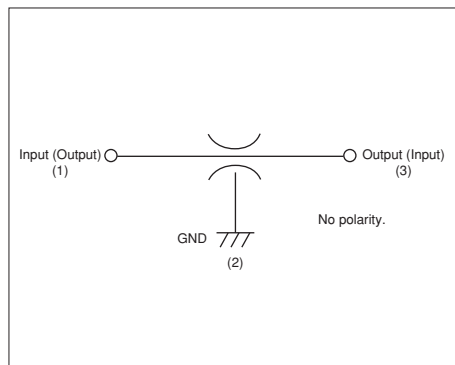 Input (Output)
(1)
Output (Input)
(3)
No polarity.
GND
(2)